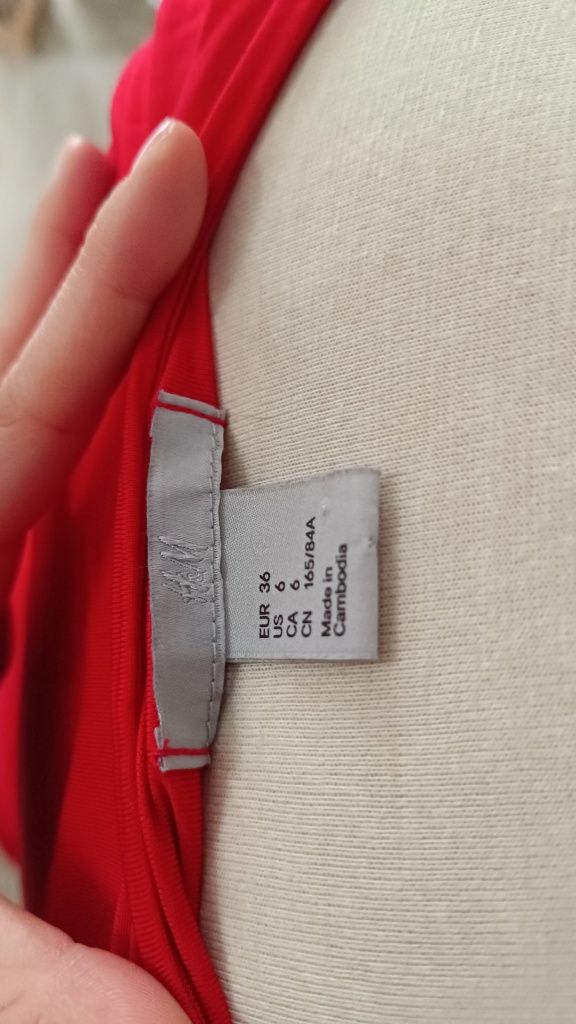 H&M
EUR 36
US 6
CA 6
CN 165/84A
Made in
Cambodia